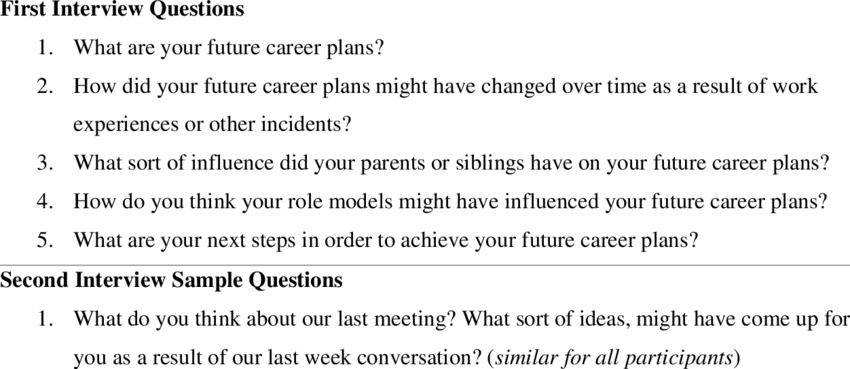 First Interview Questions
1. What are your future career plans?
2. How did your future career plans might have changed over time as a result of work
experiences or other incidents?
3. What sort of influence did your parents or siblings have on your future career plans?
4. How do you think your role models might have influenced your future career plans?
5. What are your next steps in order to achieve your future career plans?
Second Interview Sample Questions
1. What do you think about our last meeting? What sort of ideas, might have come up for
you as a result of our last week conversation? (similar for all participants)